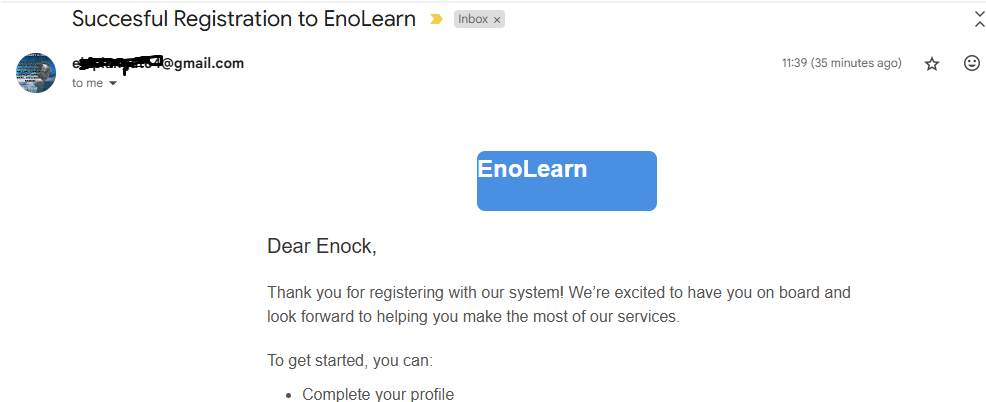 Succesful Registration to EnoLearn Inbox ×
@gmail.com 11:39 (35 minutes ago)
to me
EnoLearn
Dear Enock,
Thank you for registering with our system! We're excited to have you on board and
look forward to helping you make the most of our services.
To get started, you can:
• Complete your profile